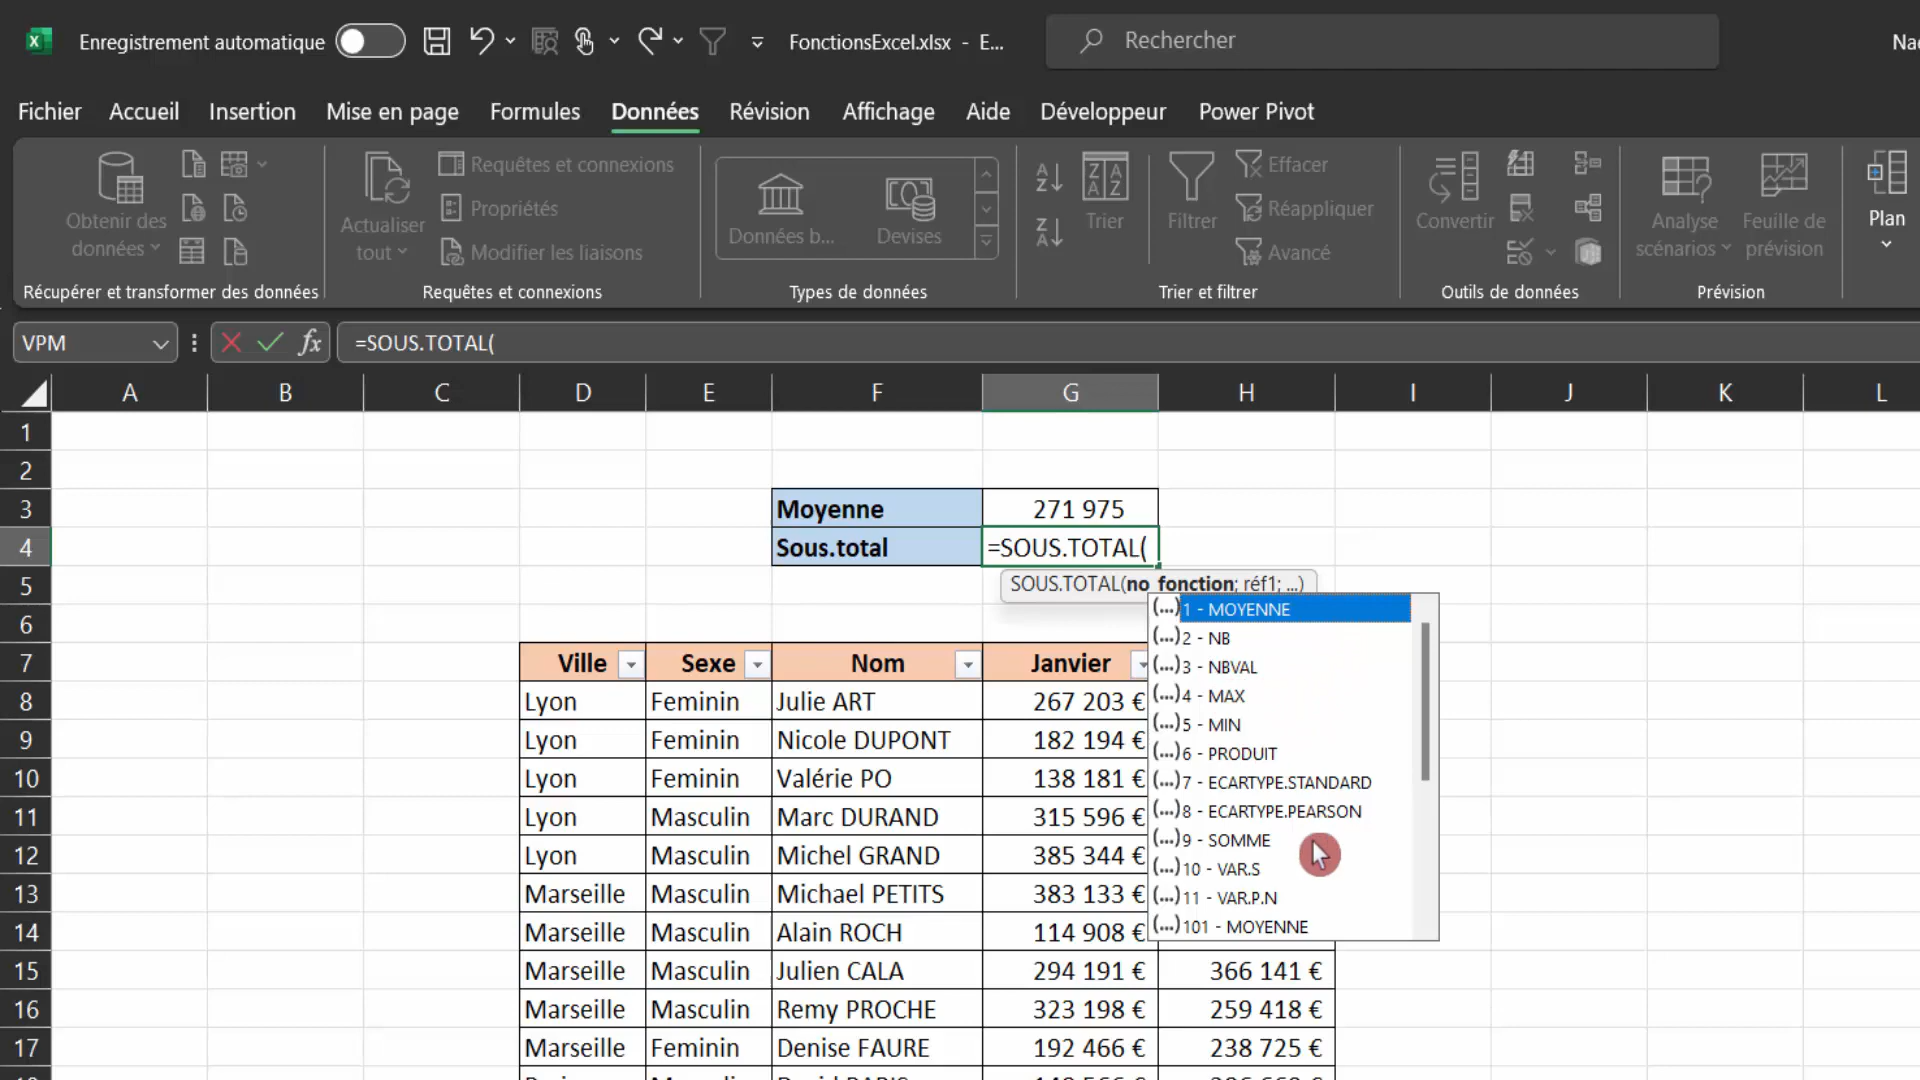 Enregistrement automatique FonctionsExcel.xlsx - E... Rechercher
Fichier Accueil Insertion Mise en page Formules Données Révision Affichage Aide Développeur Power Pivot
Obtenir des données
Actualiser tout
Requêtes et connexions
Propriétés
Modifier les liaisons
Données b... Devises
Trier
Filtrer
Effacer
Réappliquer
Avancé
Convertir
Analyse scénarios
Feuille de prévision
Plan
Récupérer et transformer des données Requêtes et connexions Types de données Trier et filtrer Outils de données Prévision
VPM fx =SOUS.TOTAL(
A B C D E F G H I J K L
1
2
3 Moyenne 271 975
4 Sous.total =SOUS.TOTAL(
5 SOUS.TOTAL(no_fonction; réf1; ...)
6
(...) 1 - MOYENNE
(...) 2 - NB
(...) 3 - NBVAL
(...) 4 - MAX
(...) 5 - MIN
(...) 6 - PRODUIT
(...) 7 - ECARTYPE.STANDARD
(...) 8 - ECARTYPE.PEARSON
(...) 9 - SOMME
(...) 10 - VAR.S
(...) 11 - VAR.P.N
(...) 101 - MOYENNE
7 Ville Sexe Nom Janvier
8 Lyon Feminin Julie ART 267 203 €
9 Lyon Feminin Nicole DUPONT 182 194 €
10 Lyon Feminin Valérie PO 138 181 €
11 Lyon Masculin Marc DURAND 315 596 €
12 Lyon Masculin Michel GRAND 385 344 €
13 Marseille Masculin Michael PETITS 383 133 €
14 Marseille Masculin Alain ROCH 114 908 €
15 Marseille Masculin Julien CALA 294 191 € 366 141 €
16 Marseille Masculin Remy PROCHE 323 198 € 259 418 €
17 Marseille Feminin Denise FAURE 192 466 € 238 725 €